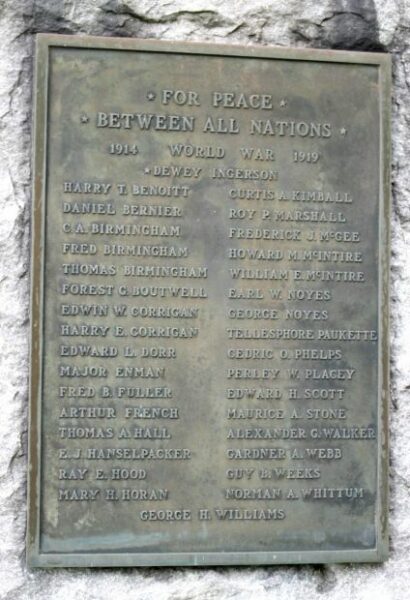 ★ FOR PEACE ★
★ BETWEEN ALL NATIONS ★
1914 WORLD WAR 1919
★ DEWEY INGERSON
HARRY T. BENOITT CURTIS A. KIMBALL
DANIEL BERNIER ROY P. MARSHALL
C.A. BIRMINGHAM FREDERICK J. McGEE
FRED BIRMINGHAM HOWARD M. McINTIRE
THOMAS BIRMINGHAM WILLIAM E. McINTIRE
FOREST G. BOUTWELL EARL W. NOYES
EDWIN W. CORRIGAN GEORGE NOYES
HARRY E. CORRIGAN TELLESPHORE PAUKETTE
EDWARD L. DORR CEDRIC O. PHELPS
MAJOR ENMAN PERLEY W. PLACEY
FRED B. FULLER EDWARD H. SCOTT
ARTHUR FRENCH MAURICE A. STONE
THOMAS A. HALL ALEXANDER G. WALKER
E.J. HANSELPACKER GARDNER A. WEBB
RAY E. HOOD GUY B. WEEKS
MARY H. HORAN NORMAN A. WHITTUM
GEORGE H. WILLIAMS